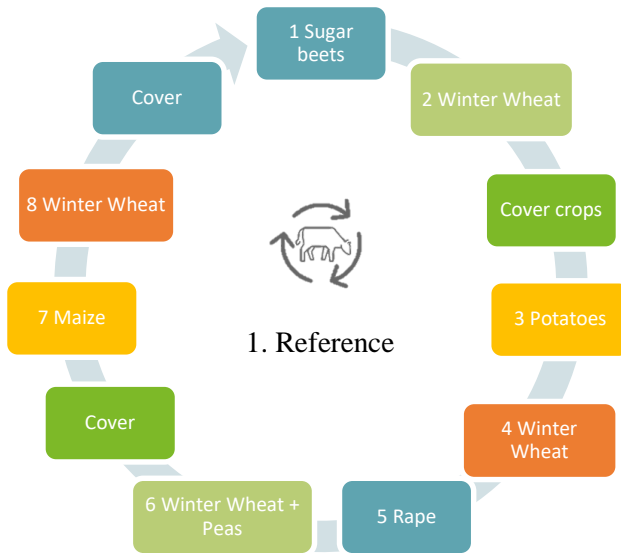 1 Sugar
beets
2 Winter Wheat
Cover crops
3 Potatoes
4 Winter
Wheat
5 Rape
6 Winter Wheat +
Peas
Cover
7 Maize
8 Winter Wheat
Cover
1. Reference